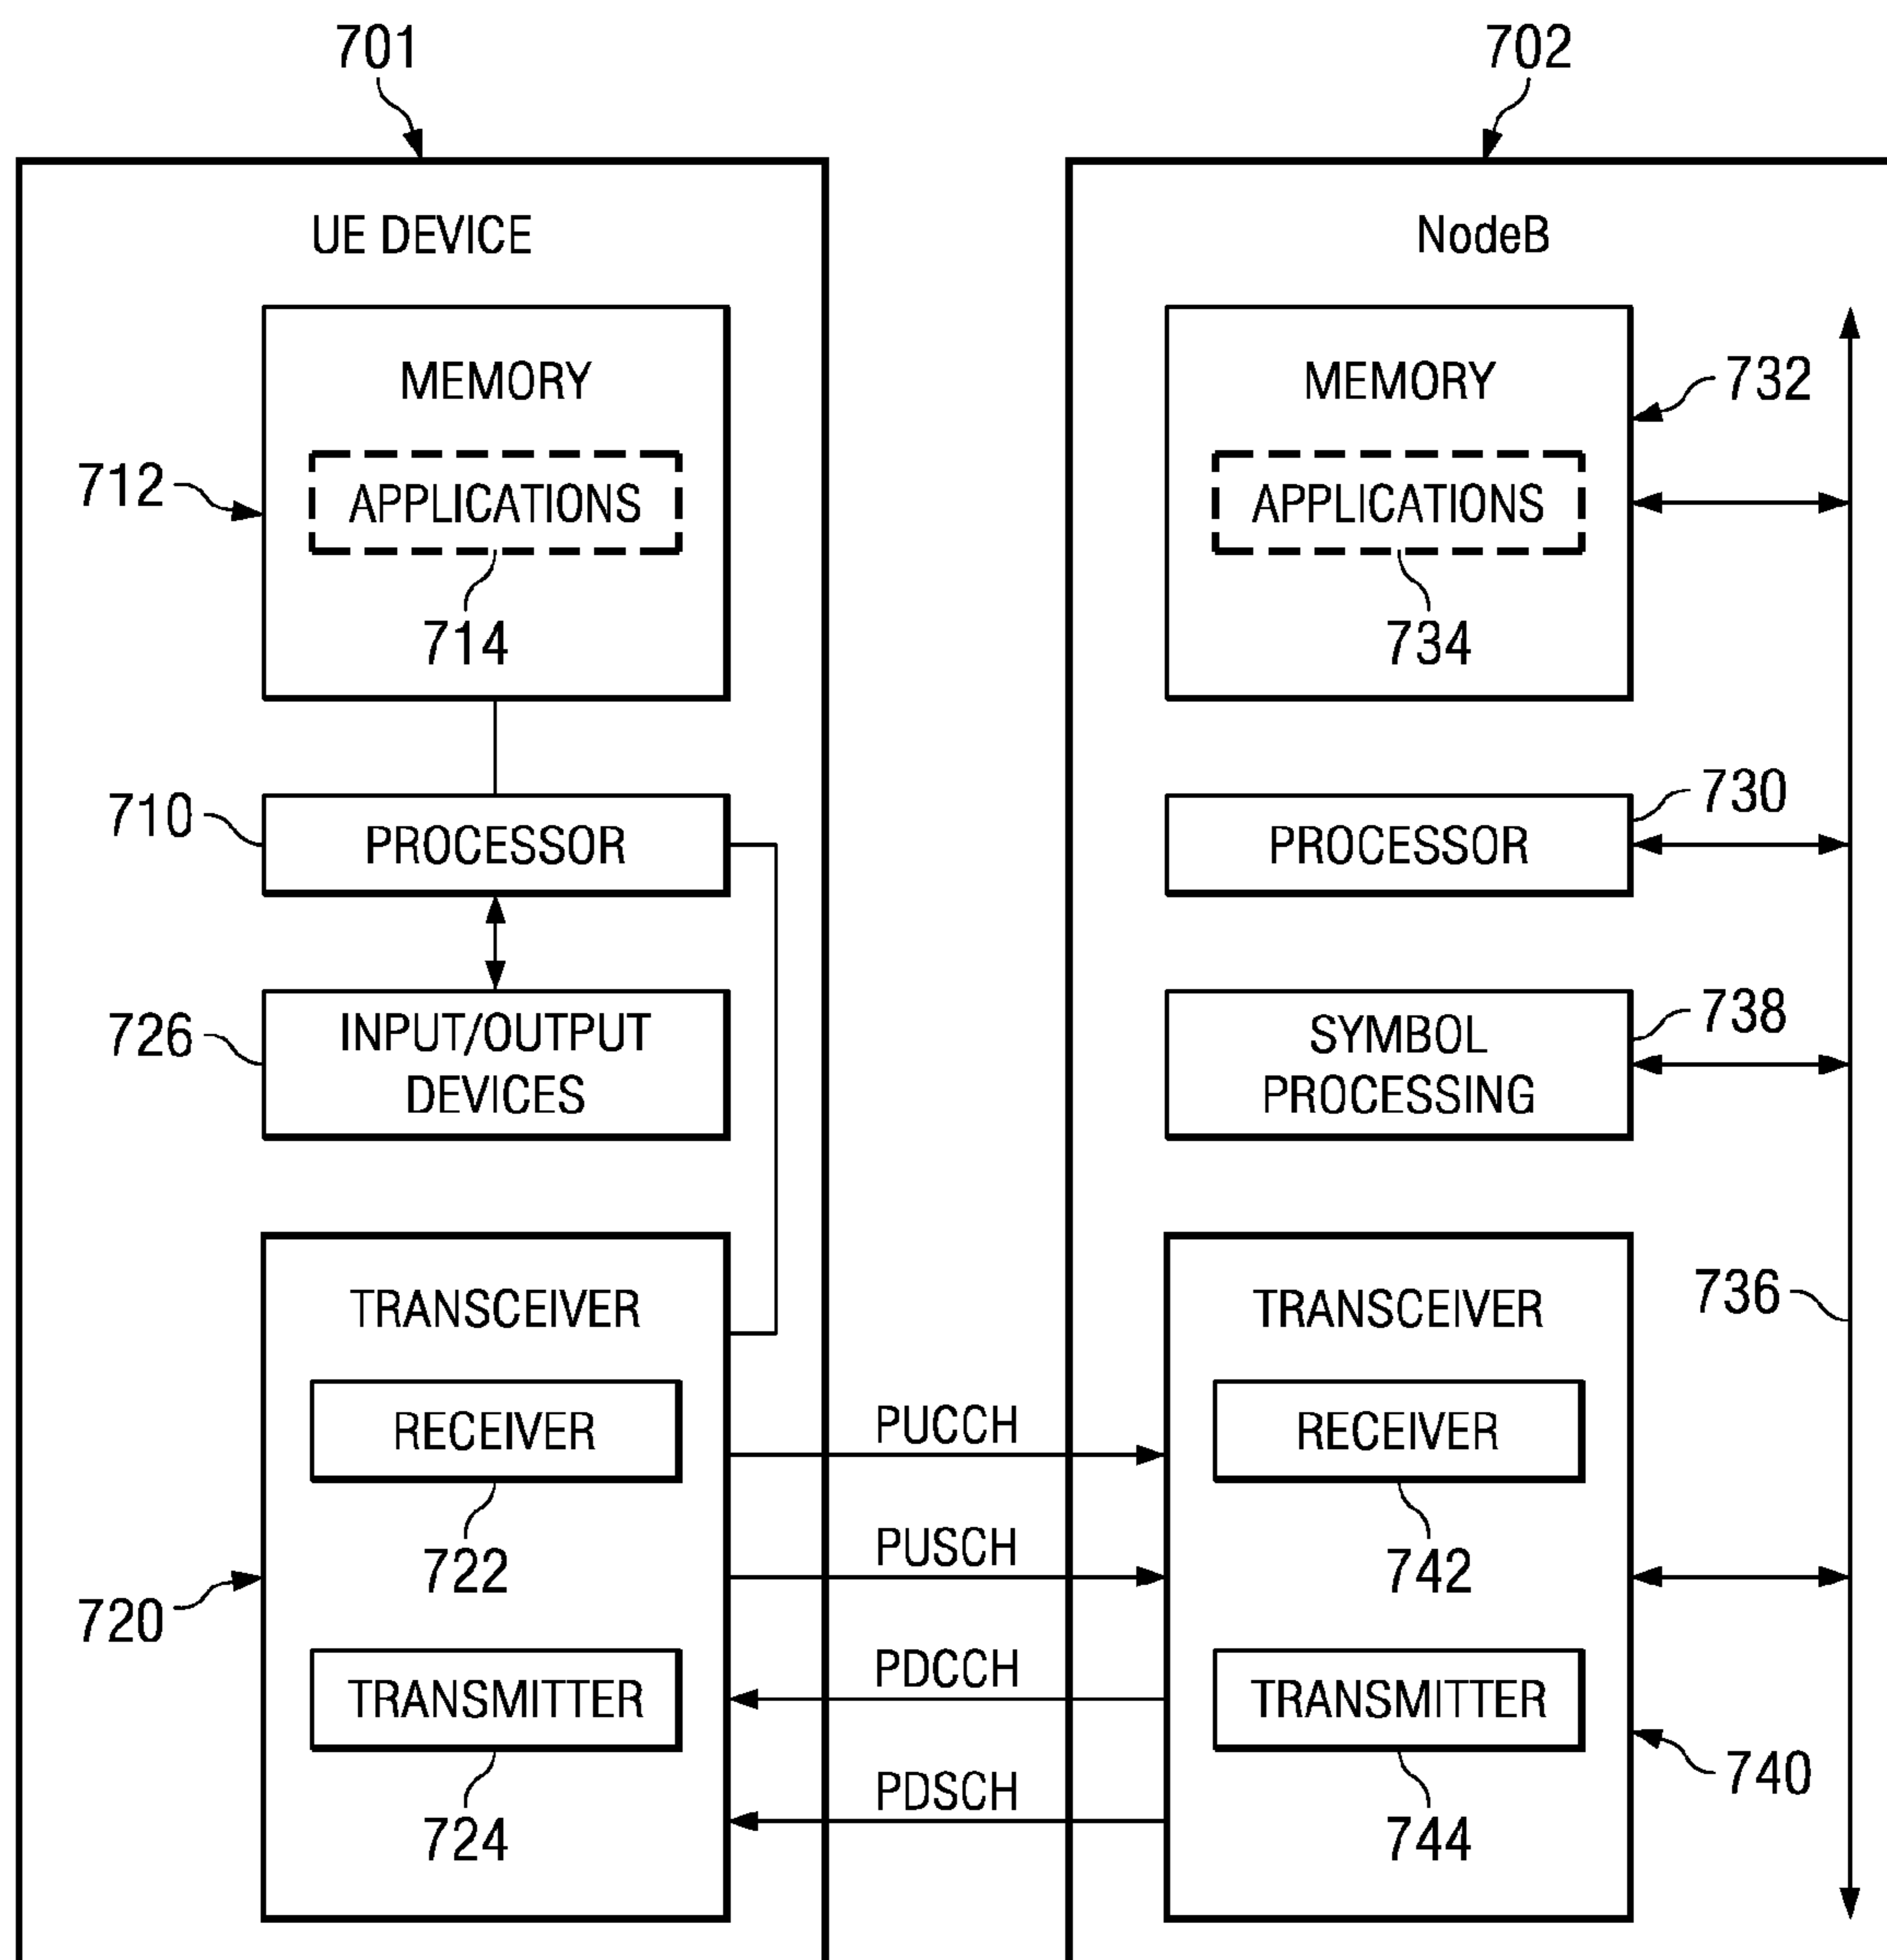 701
702
UE DEVICE
NodeB
MEMORY
APPLICATIONS
712
714
MEMORY
APPLICATIONS
732
734
710
PROCESSOR
PROCESSOR
730
726
INPUT/OUTPUT
DEVICES
SYMBOL
PROCESSING
738
736
TRANSCEIVER
RECEIVER
722
720
TRANSMITTER
724
PUCCH
PUSCH
PDCCH
PDSCH
TRANSCEIVER
RECEIVER
742
TRANSMITTER
744
740